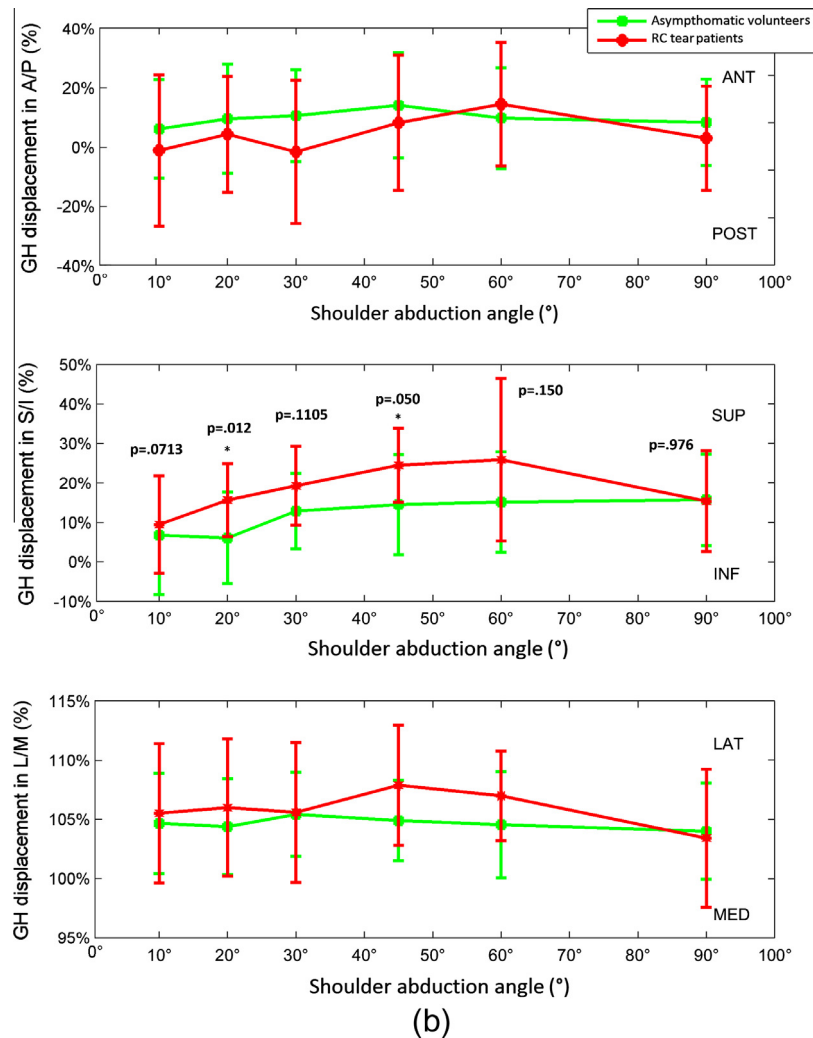 Asympthomatic volunteers
RC tear patients
GH displacement in A/P (%)
40%
20%
0%
-20%
-40%
ANT
POST
0° 10° 20° 30° 40° 50° 60° 70° 80° 90° 100°
Shoulder abduction angle (°)
GH displacement in S/I (%)
50%
40%
30%
20%
10%
0%
-10%
p=.0713
p=.012
*
p=.1105
p=.050
*
p=.150
p=.976
SUP
INF
0° 10° 20° 30° 40° 50° 60° 70° 80° 90° 100°
Shoulder abduction angle (°)
GH displacement in L/M (%)
115%
110%
105%
100%
95%
LAT
MED
0° 10° 20° 30° 40° 50° 60° 70° 80° 90° 100°
Shoulder abduction angle (°)
(b)